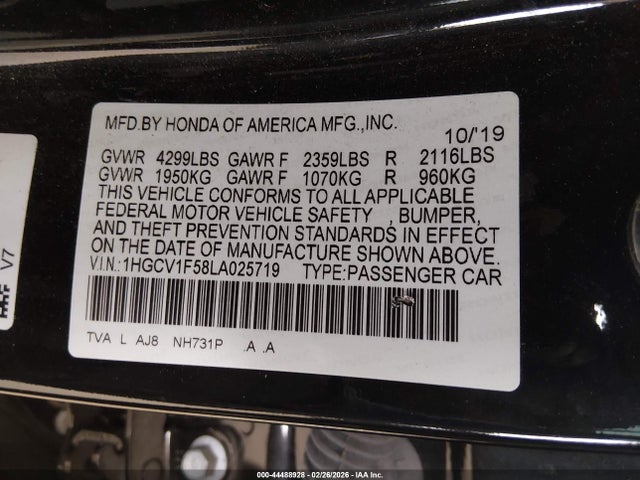 MFD.BY HONDA OF AMERICA MFG.,INC.
10/'19
GVWR 4299LBS GAWR F 2359LBS R 2116LBS
GVWR 1950KG GAWR F 1070KG R 960KG
THIS VEHICLE CONFORMS TO ALL APPLICABLE
FEDERAL MOTOR VEHICLE SAFETY , BUMPER,
AND THEFT PREVENTION STANDARDS IN EFFECT
ON THE DATE OF MANUFACTURE SHOWN ABOVE.
V.I.N.:1HGCV1F58LA025719 TYPE:PASSENGER CAR
TVA L AJ8 NH731P .A .A
V7
000-44488928 - 02/26/2026 - IAA Inc.